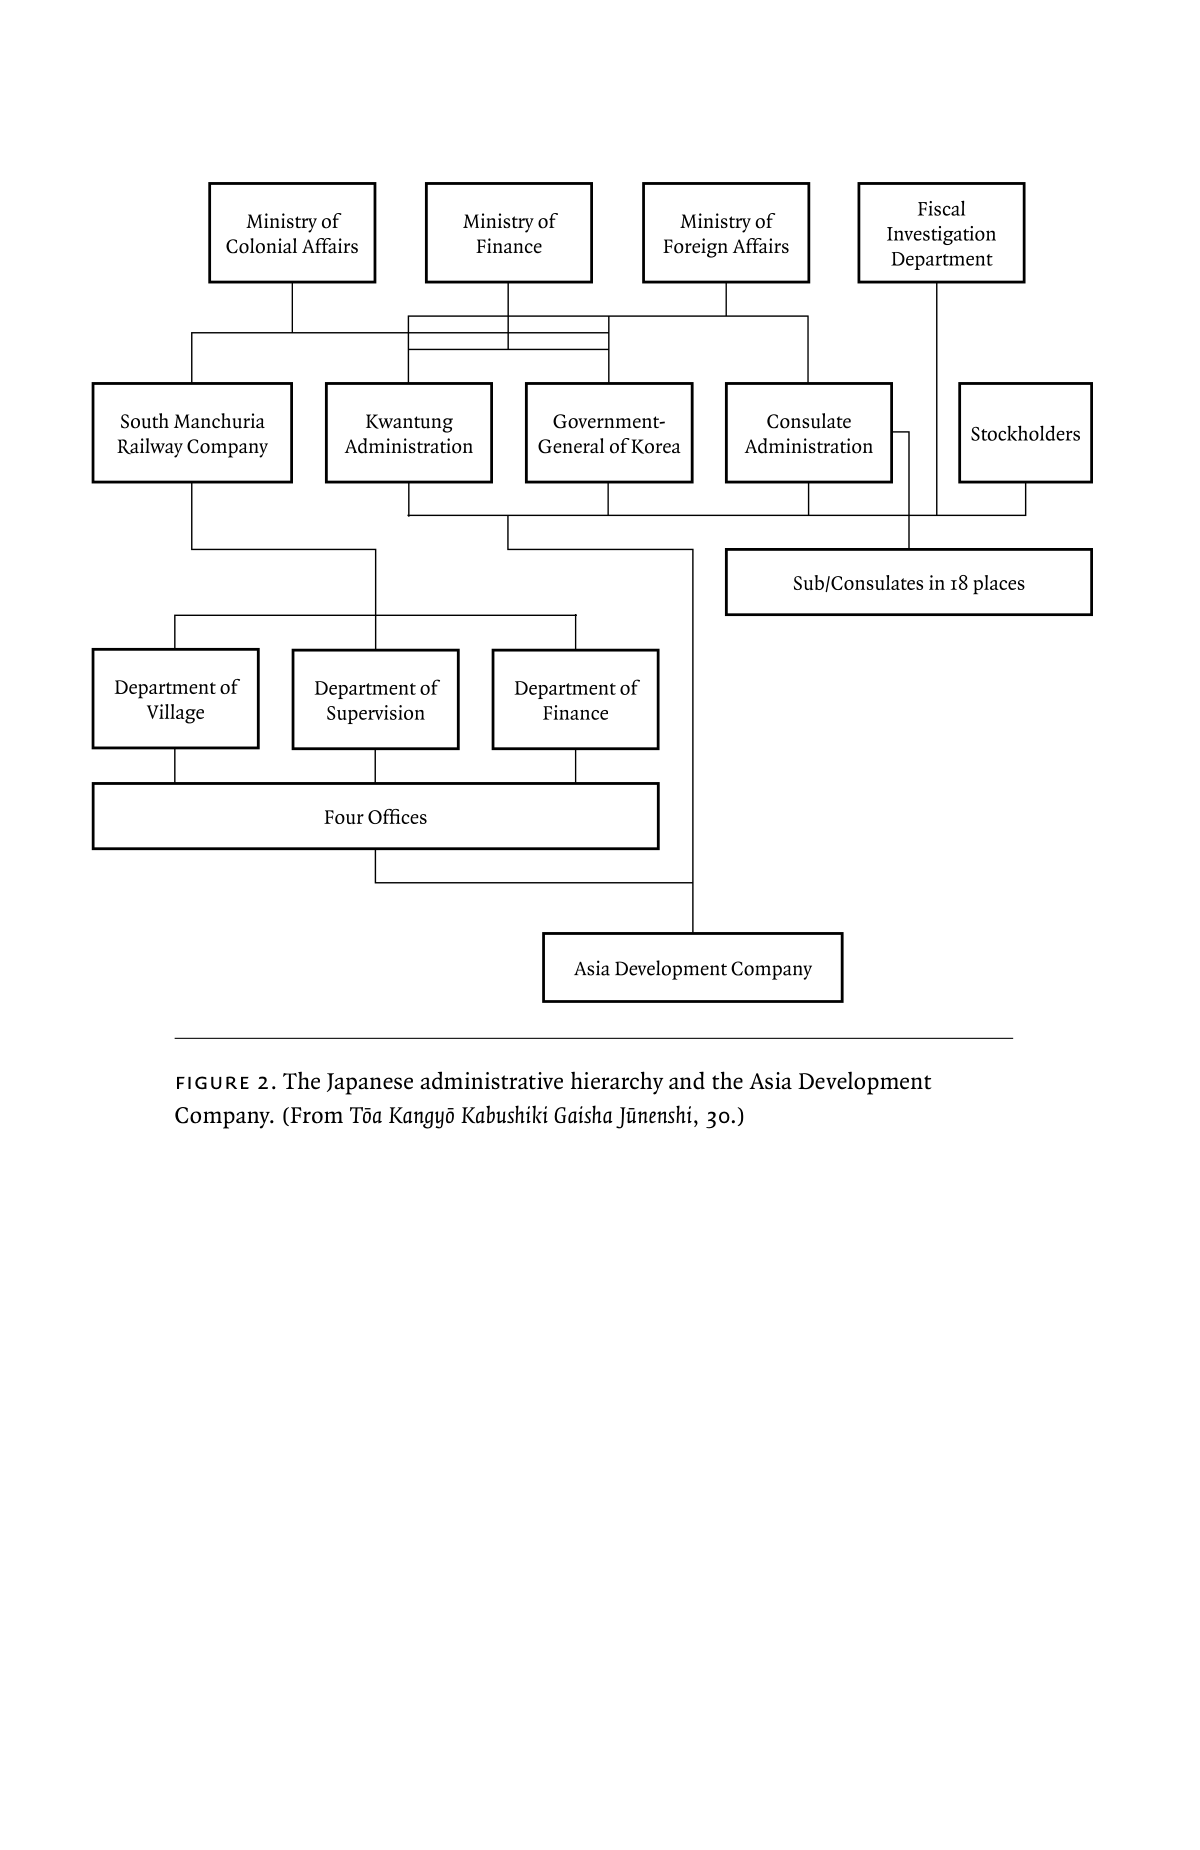 Ministry of
Colonial Affairs
Ministry of
Finance
Ministry of
Foreign Affairs
Fiscal
Investigation
Department
South Manchuria
Railway Company
Kwantung
Administration
Government-
General of Korea
Consulate
Administration
Stockholders
Sub/Consulates in 18 places
Department of
Village
Department of
Supervision
Department of
Finance
Four Offices
Asia Development Company
FIGURE 2. The Japanese administrative hierarchy and the Asia Development
Company. (From Tōa Kangyō Kabushiki Gaisha Jūnenshi, 30.)